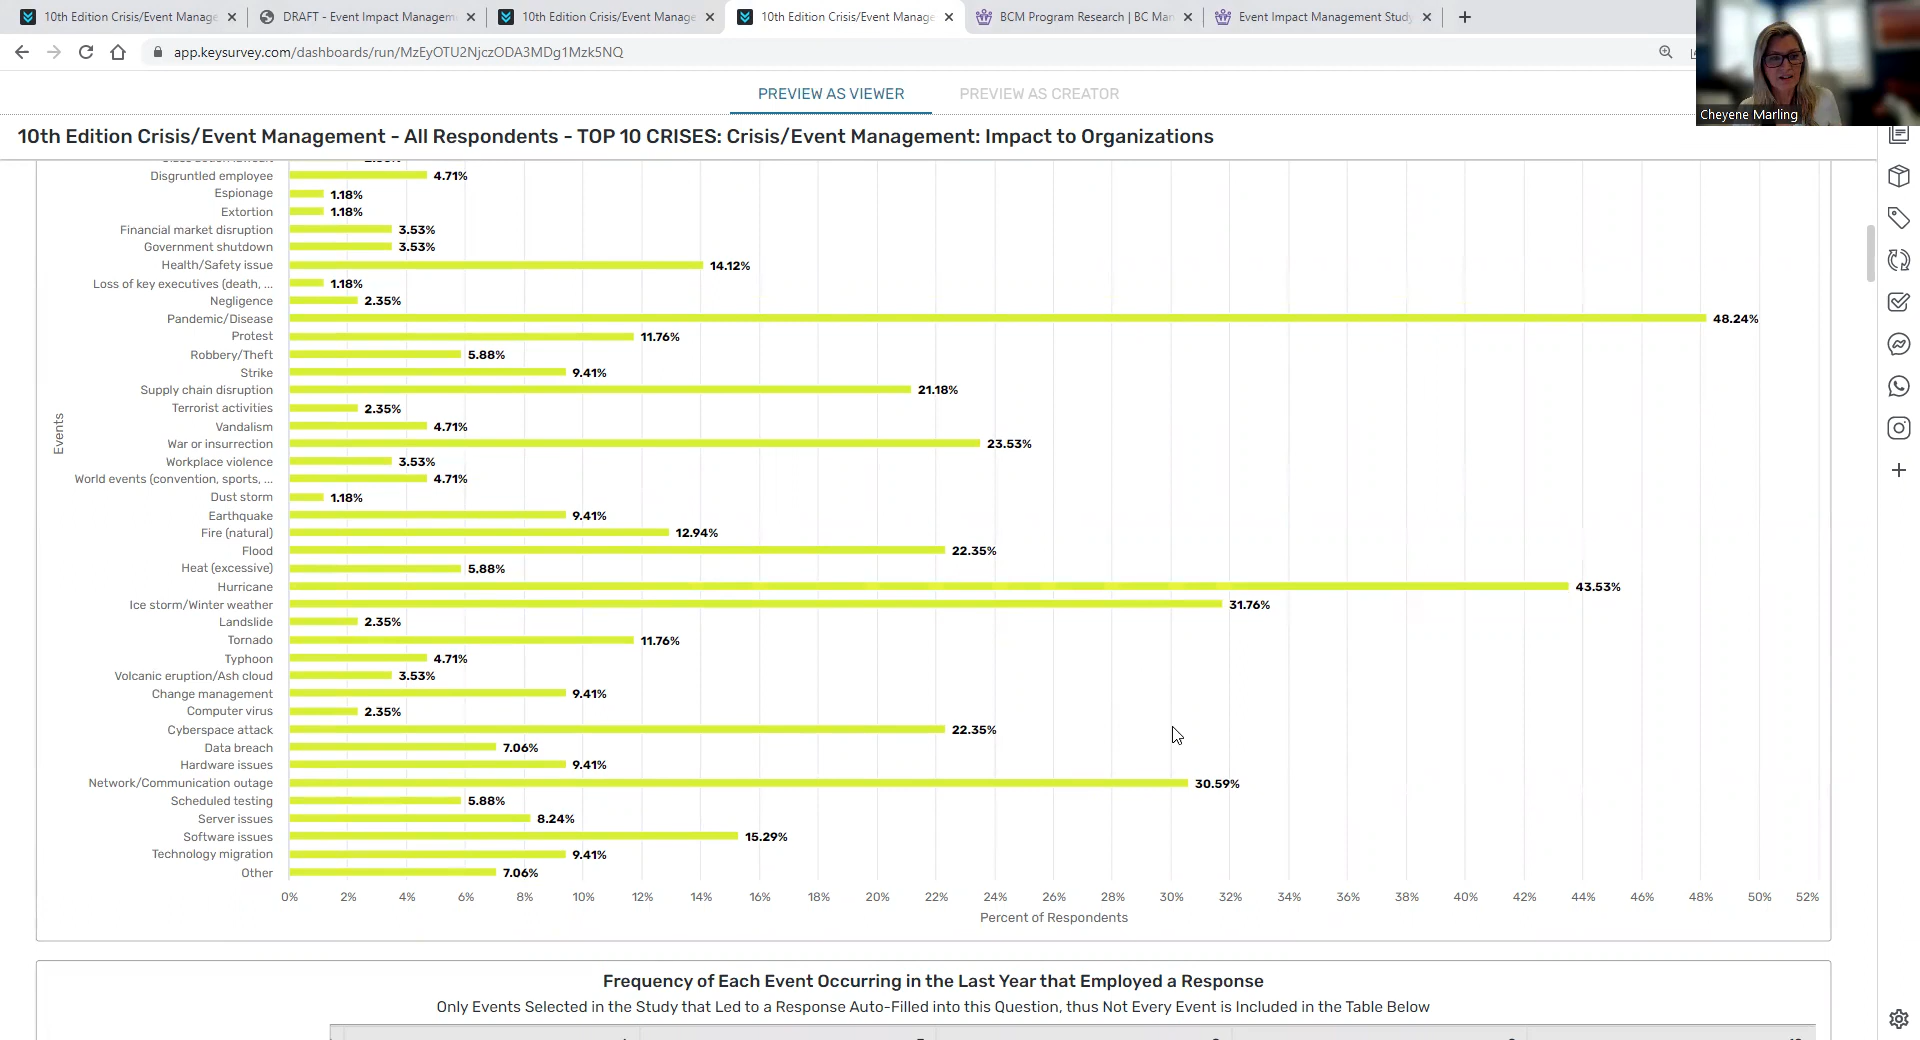 10th Edition Crisis/Event Manage
DRAFT - Event Impact Managem
10th Edition Crisis/Event Manage
10th Edition Crisis/Event Manage
BCM Program Research | BC Man
Event Impact Management Study
app.keysurvey.com/dashboards/run/MzEyOTU2NjczODA3MDg1Mzk5NQ
PREVIEW AS VIEWER
PREVIEW AS CREATOR
Cheyene Marling
10th Edition Crisis/Event Management - All Respondents - TOP 10 CRISES: Crisis/Event Management: Impact to Organizations
Disgruntled employee 4.71%
Espionage 1.18%
Extortion 1.18%
Financial market disruption 3.53%
Government shutdown 3.53%
Health/Safety issue 14.12%
Loss of key executives (death, ... 1.18%
Negligence 2.35%
Pandemic/Disease 48.24%
Protest 11.76%
Robbery/Theft 5.88%
Strike 9.41%
Supply chain disruption 21.18%
Terrorist activities 2.35%
Vandalism 4.71%
Events
War or insurrection 23.53%
Workplace violence 3.53%
World events (convention, sports, ... 4.71%
Dust storm 1.18%
Earthquake 9.41%
Fire (natural) 12.94%
Flood 22.35%
Heat (excessive) 5.88%
Hurricane 43.53%
Ice storm/Winter weather 31.76%
Landslide 2.35%
Tornado 11.76%
Typhoon 4.71%
Volcanic eruption/Ash cloud 3.53%
Change management 9.41%
Computer virus 2.35%
Cyberspace attack 22.35%
Data breach 7.06%
Hardware issues 9.41%
Network/Communication outage 30.59%
Scheduled testing 5.88%
Server issues 8.24%
Software issues 15.29%
Technology migration 9.41%
Other 7.06%
0% 2% 4% 6% 8% 10% 12% 14% 16% 18% 20% 22% 24% 26% 28% 30% 32% 34% 36% 38% 40% 42% 44% 46% 48% 50% 52%
Percent of Respondents
Frequency of Each Event Occurring in the Last Year that Employed a Response
Only Events Selected in the Study that Led to a Response Auto-Filled into this Question, thus Not Every Event is Included in the Table Below